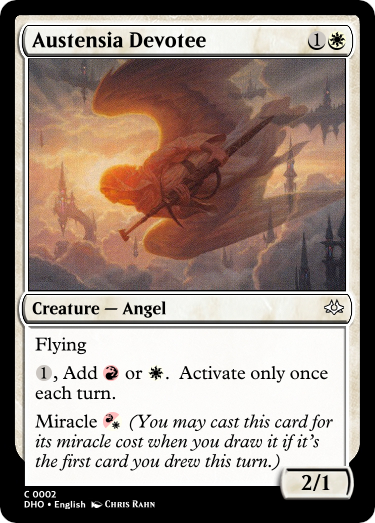 Austensia Devotee 1
Creature — Angel
Flying
1, Add or . Activate only once
each turn.
Miracle (You may cast this card for
its miracle cost when you draw it if it's
the first card you drew this turn.)
2/1
C 0002
DHO • English Chris Rahn